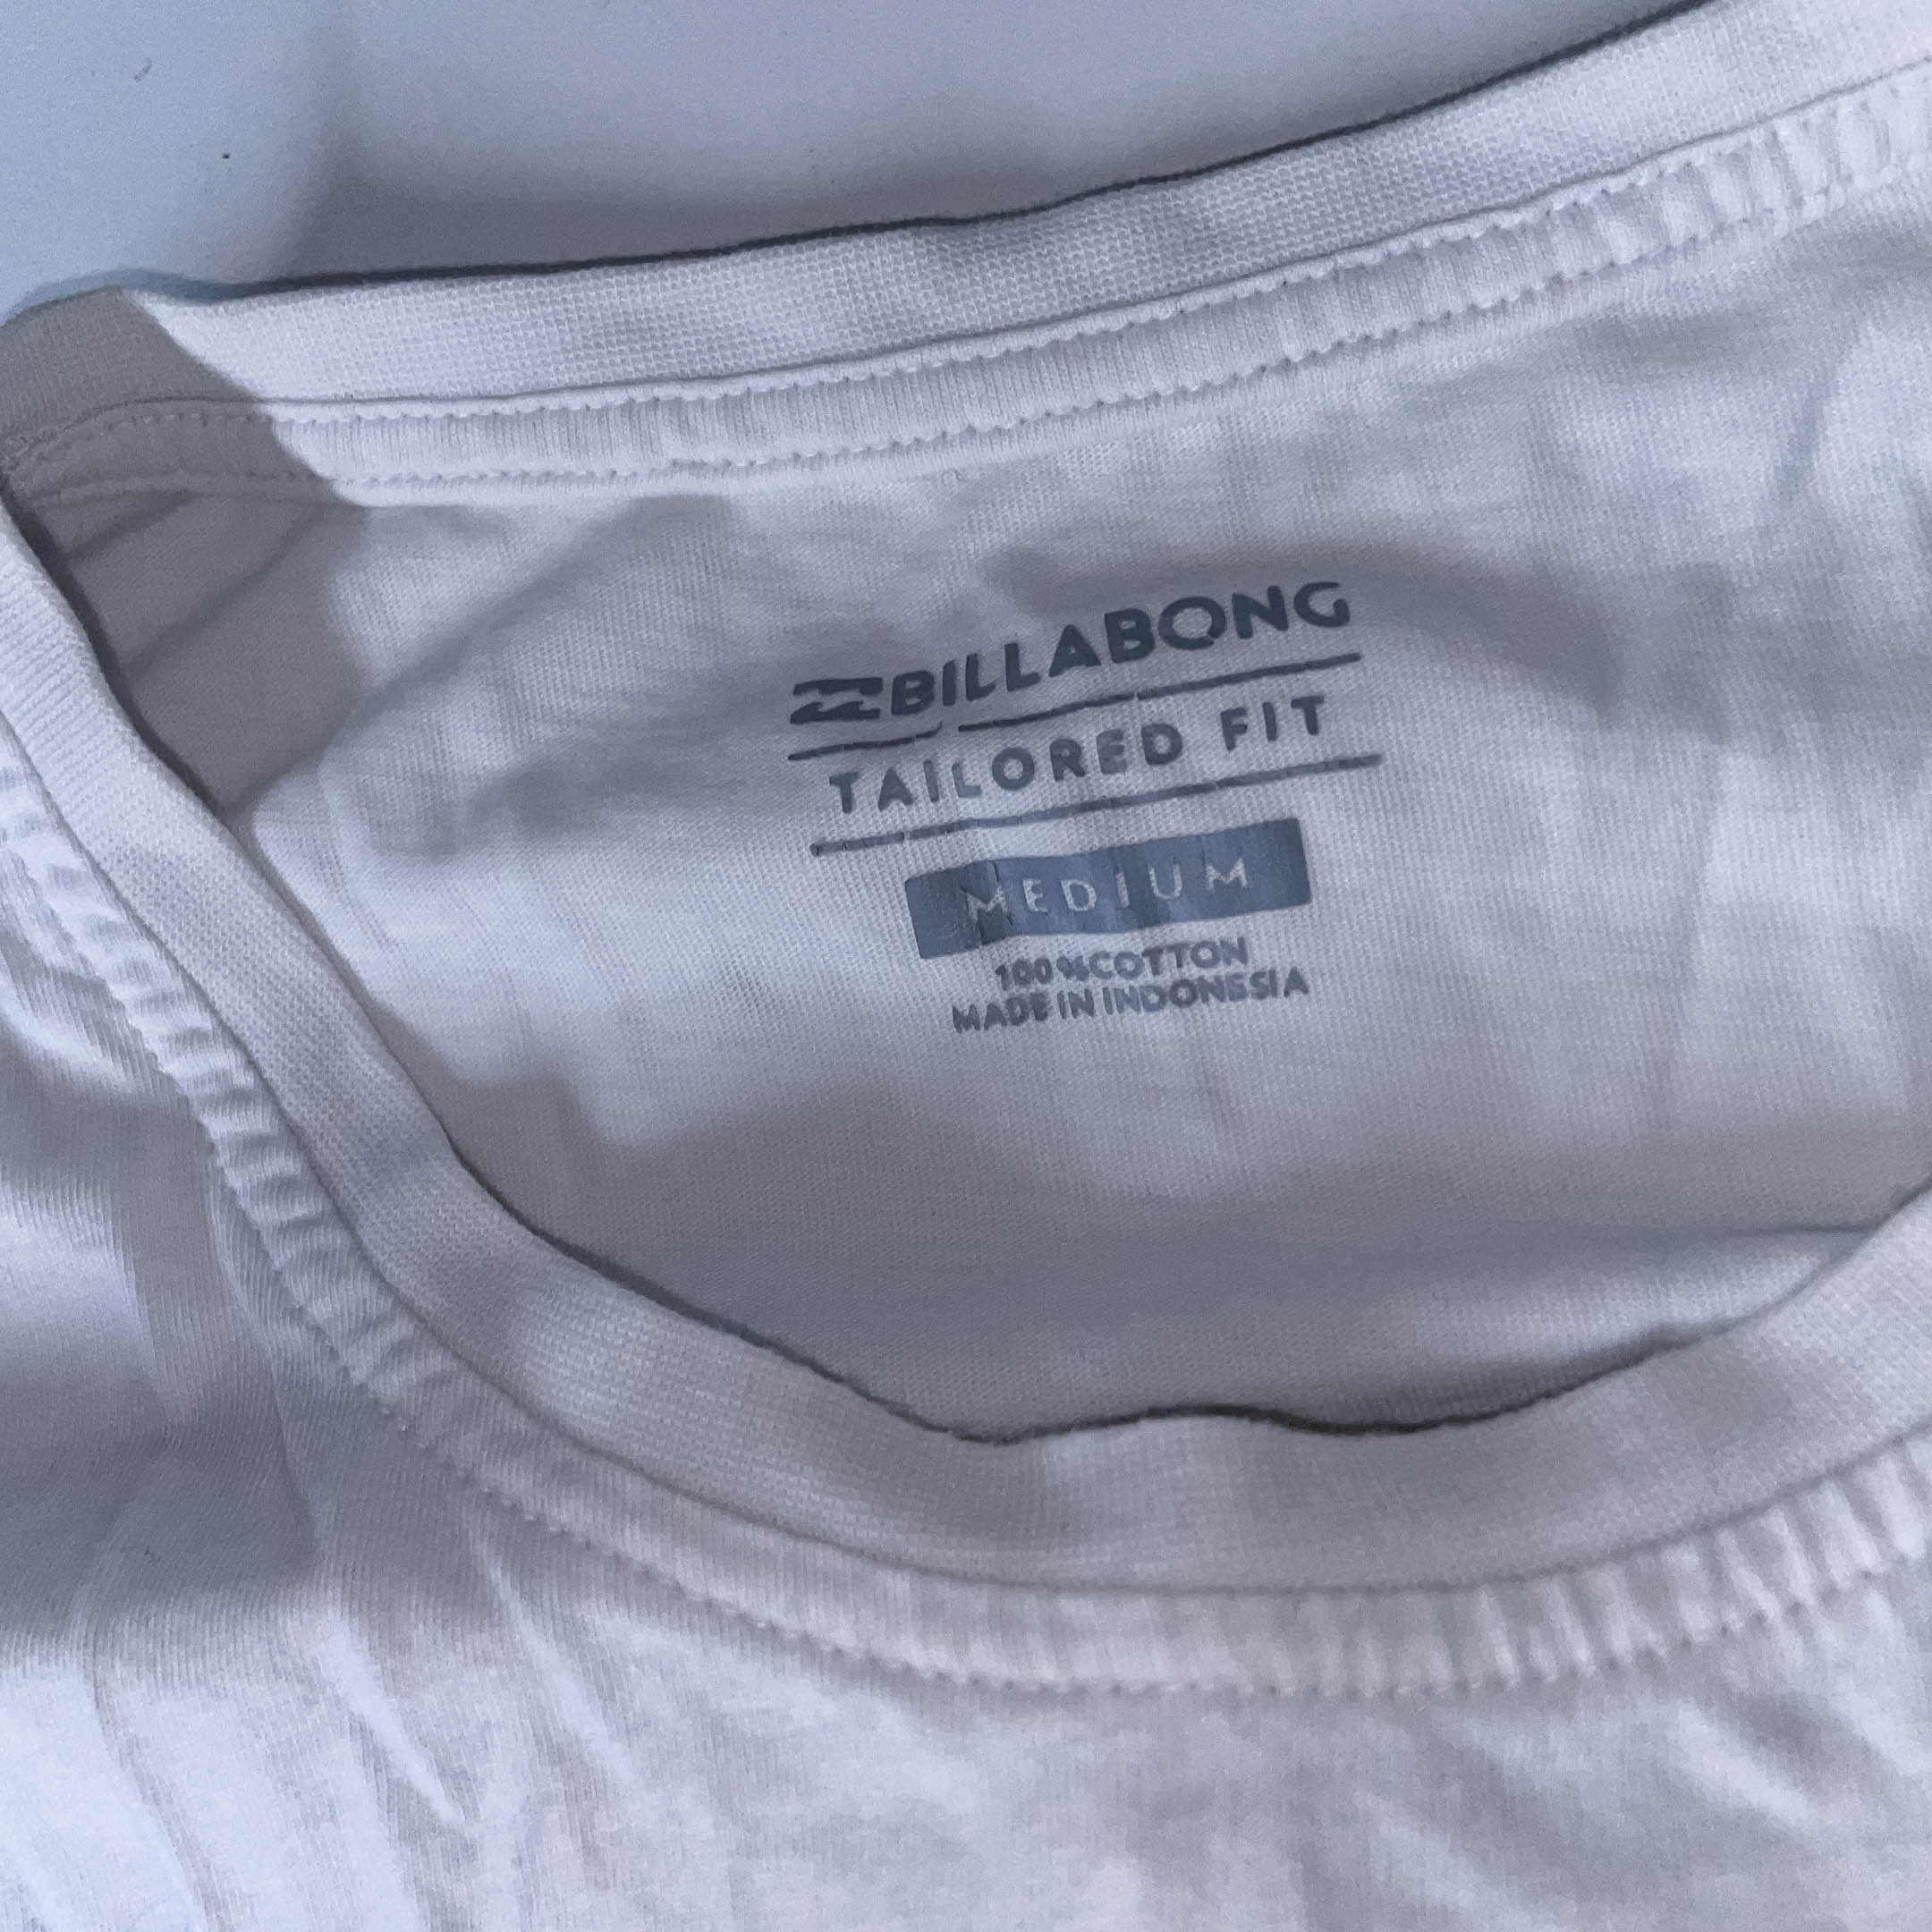 BILLABONG
TAILORED FIT
MEDIUM
100%COTTON
MADE IN INDONESIA